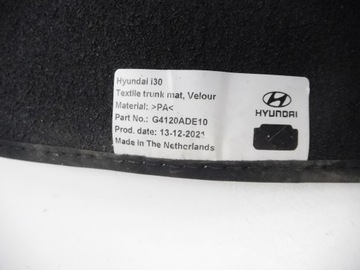 Hyundai i30
Textile trunk mat, Velour
Material: >PA<
Part No.: G4120ADE10
Prod. date: 13-12-2021
Made in The Netherlands
HYUNDAI